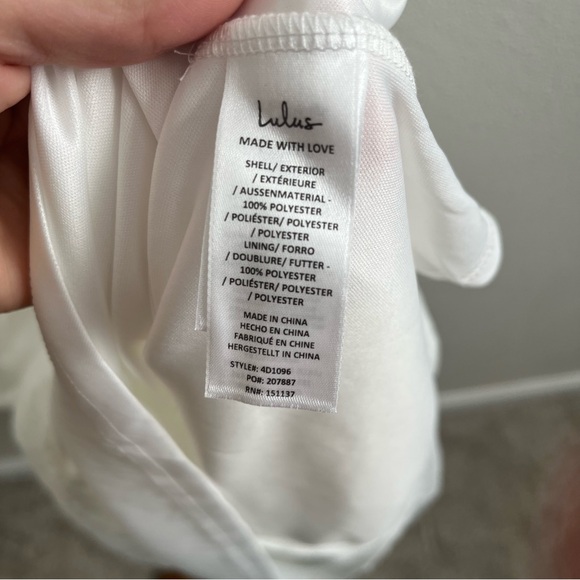 Lulus
MADE WITH LOVE
SHELL/ EXTERIOR
/ EXTÉRIEURE
/ AUSSENMATERIAL -
100% POLYESTER
/ POLIÉSTER/ POLYESTER
/ POLYESTER
LINING/ FORRO
/ DOUBLURE/ FUTTER -
100% POLYESTER
/ POLIÉSTER/ POLYESTER
/ POLYESTER
MADE IN CHINA
HECHO EN CHINA
FABRIQUÉ EN CHINE
HERGESTELLT IN CHINA
STYLE#: 4D1096
PO#: 207887
RN#: 151137